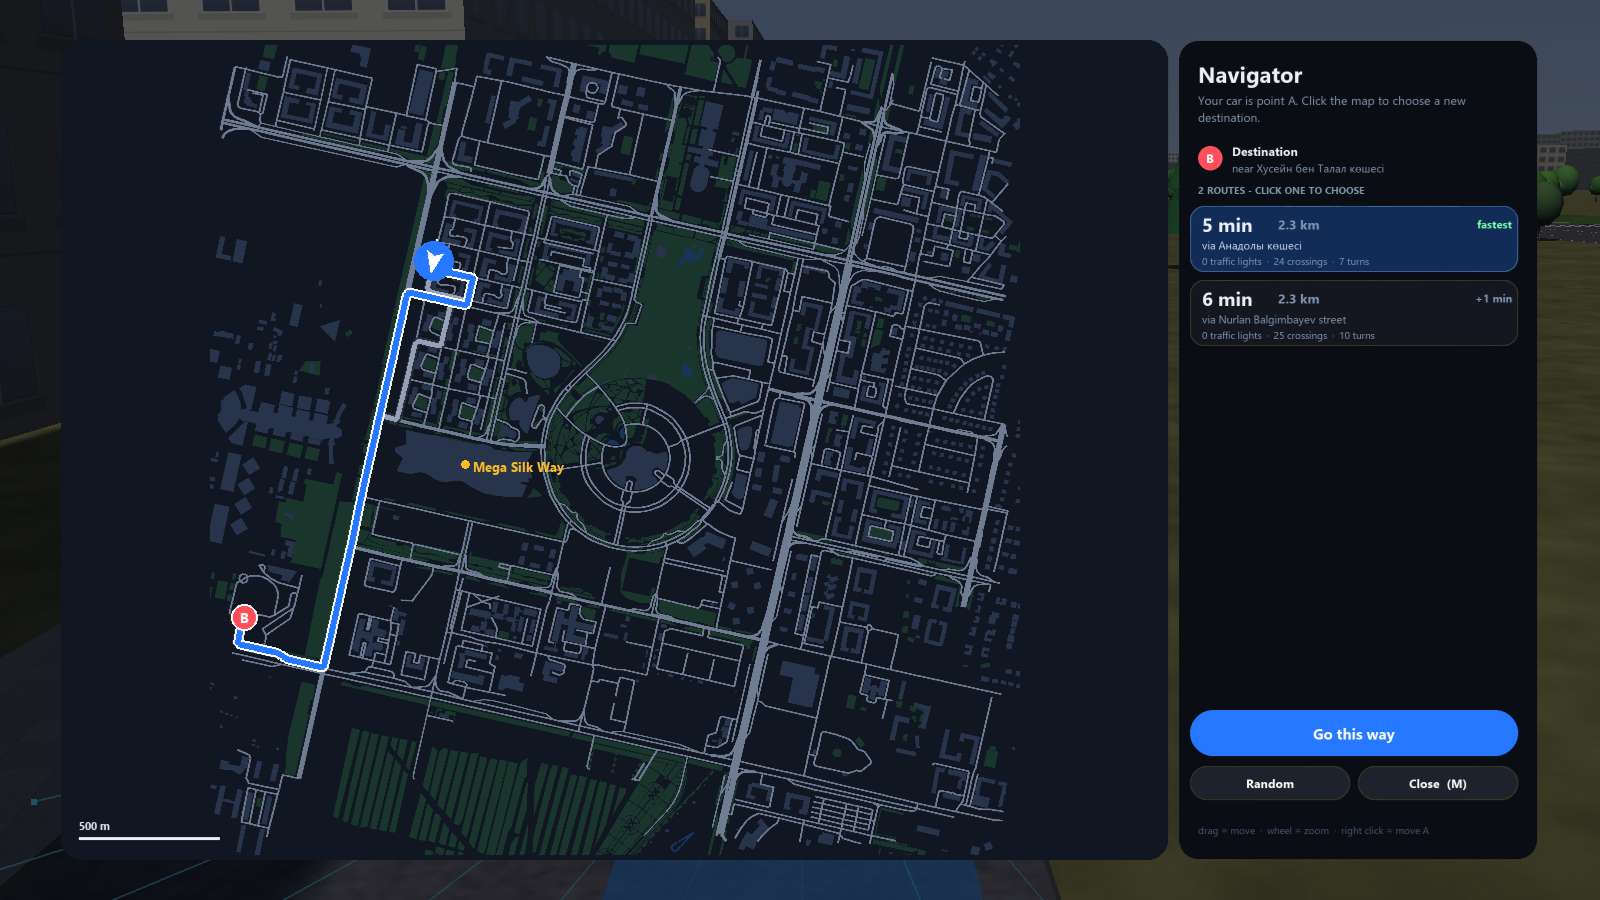 Navigator
Your car is point A. Click the map to choose a new
destination.
B
Destination
near Хусейн бен Талал көшесі
2 ROUTES - CLICK ONE TO CHOOSE
5 min 2.3 km fastest
via Анадолы көшесі
0 traffic lights · 24 crossings · 7 turns
6 min 2.3 km +1 min
via Nurlan Balgimbayev street
0 traffic lights · 25 crossings · 10 turns
Mega Silk Way
B
500 m
Go this way
Random
Close (M)
drag = move · wheel = zoom · right click = move A